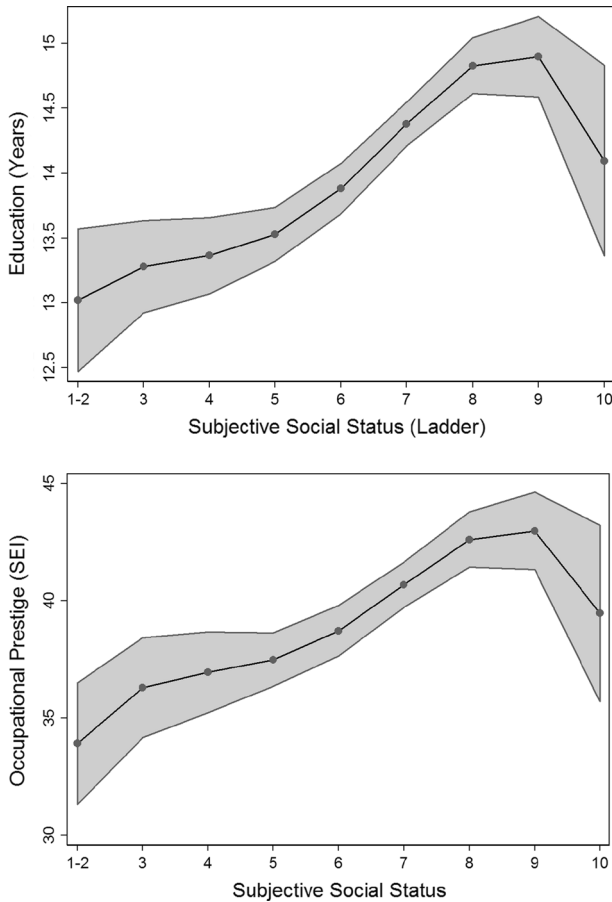 Education (Years)
15
14.5
14
13.5
13
12.5
1-2 3 4 5 6 7 8 9 10
Subjective Social Status (Ladder)
Occupational Prestige (SEI)
45
40
35
30
1-2 3 4 5 6 7 8 9 10
Subjective Social Status